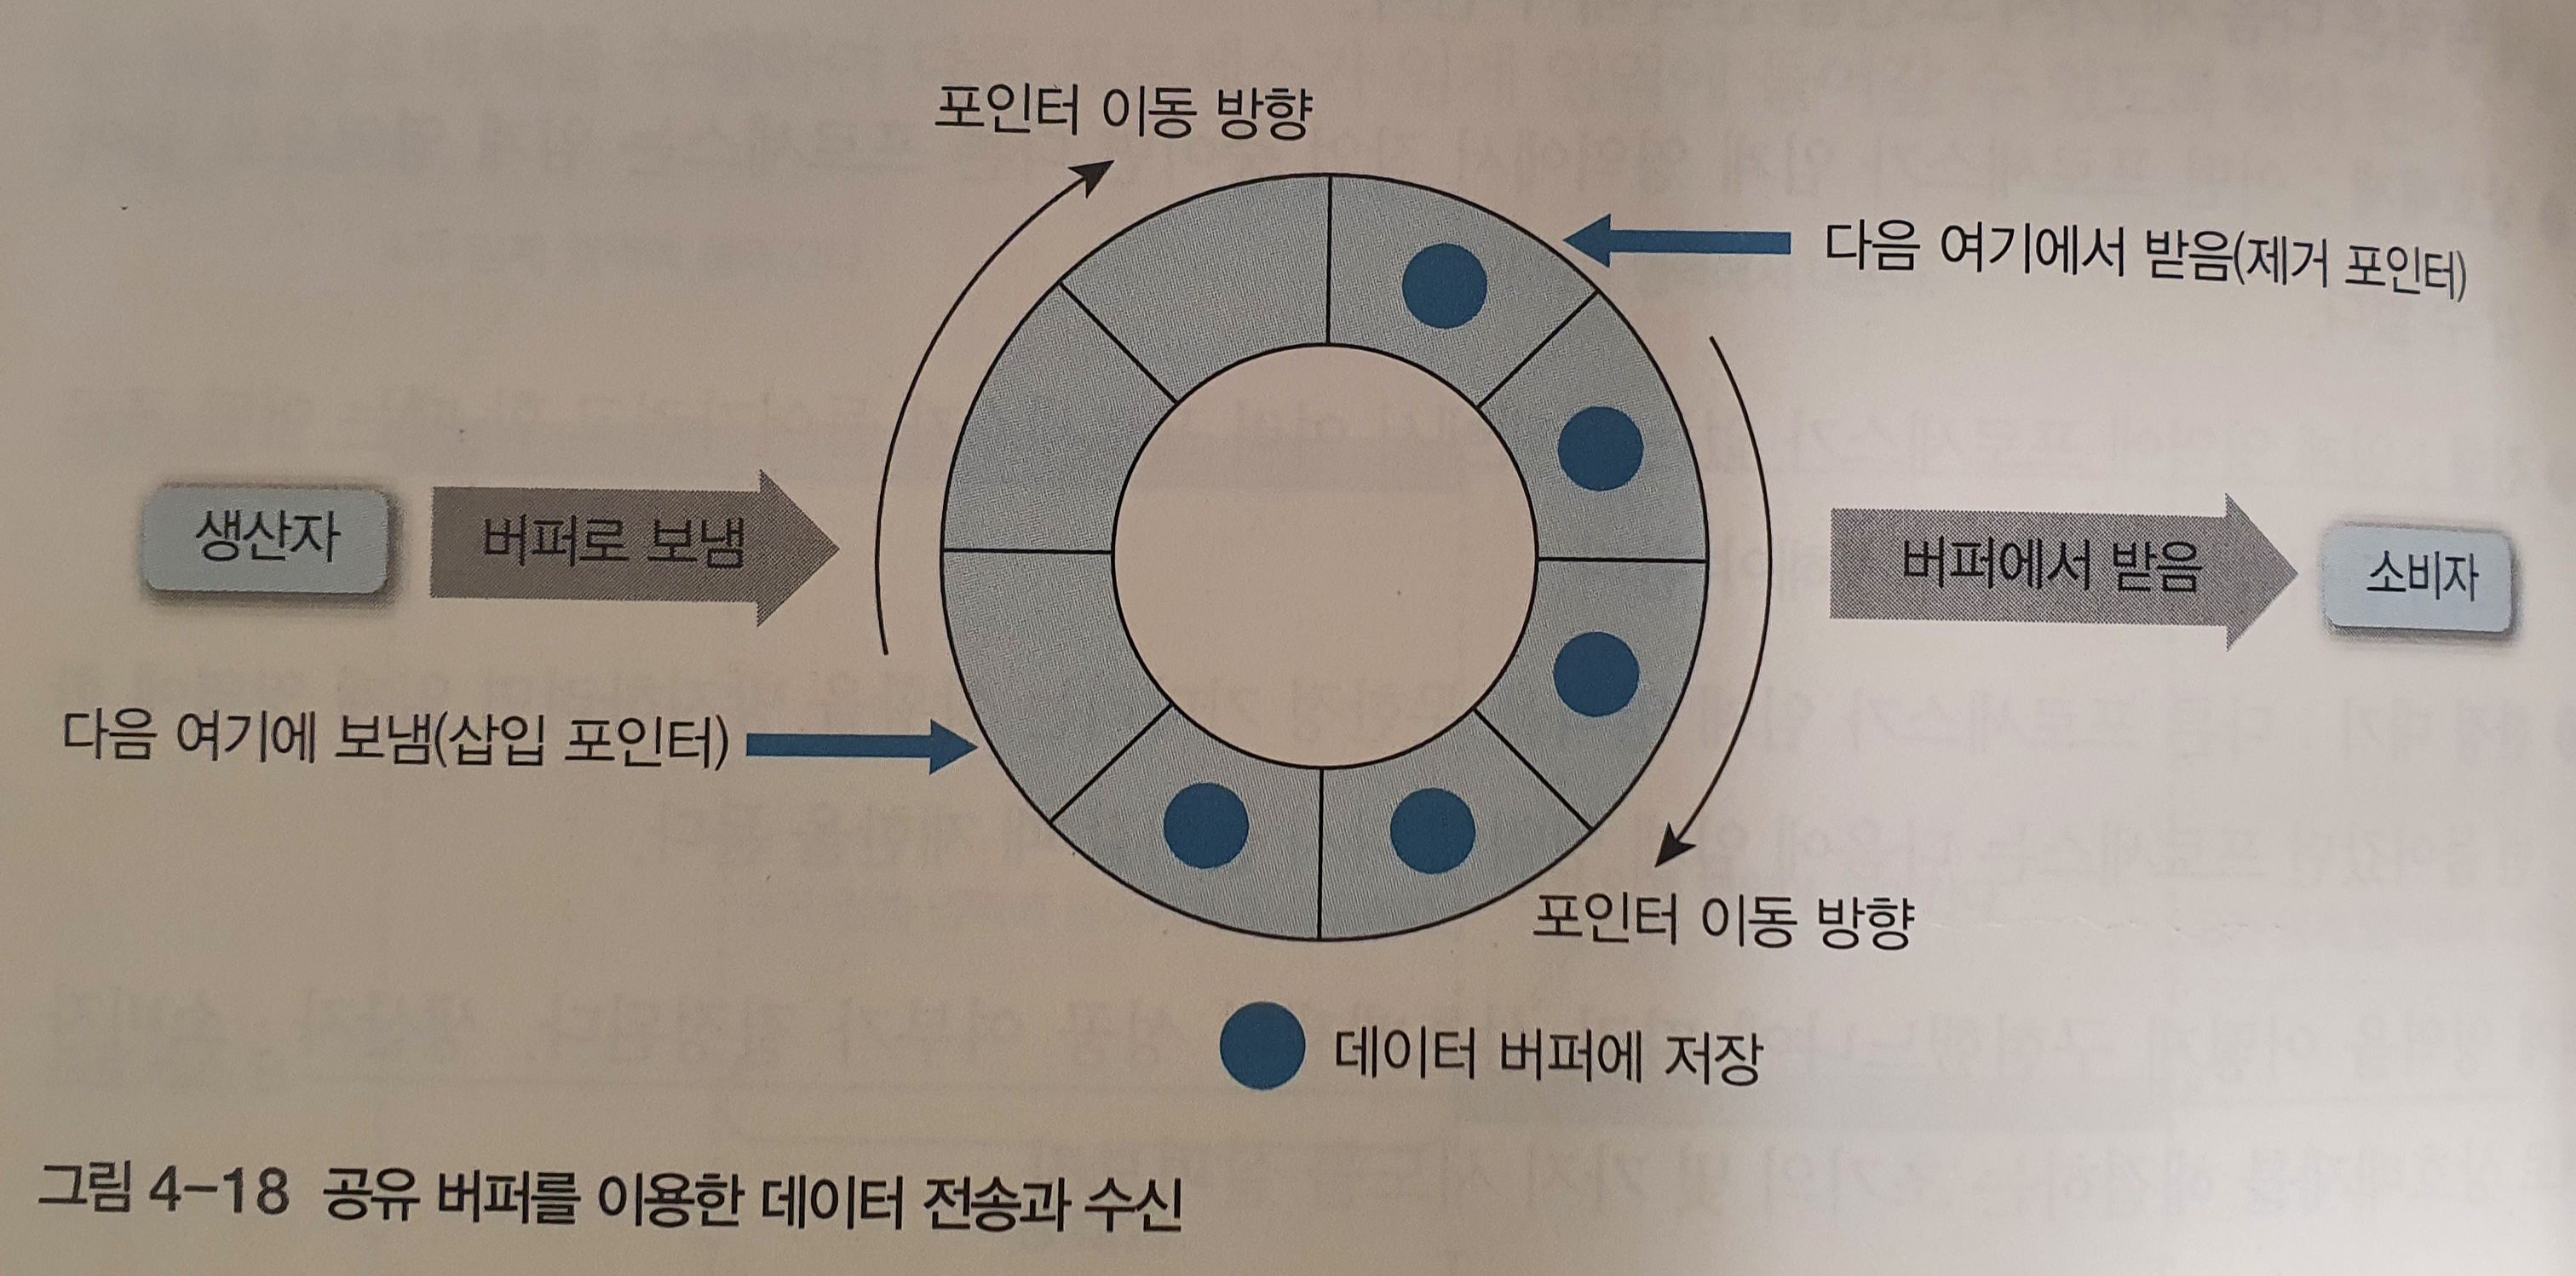 포인터 이동 방향
다음 여기에서 받음(제거 포인터)
생산자
버퍼로 보냄
버퍼에서 받음
소비자
다음 여기에 보냄(삽입 포인터)
포인터 이동 방향
데이터 버퍼에 저장
그림 4-18 공유 버퍼를 이용한 데이터 전송과 수신